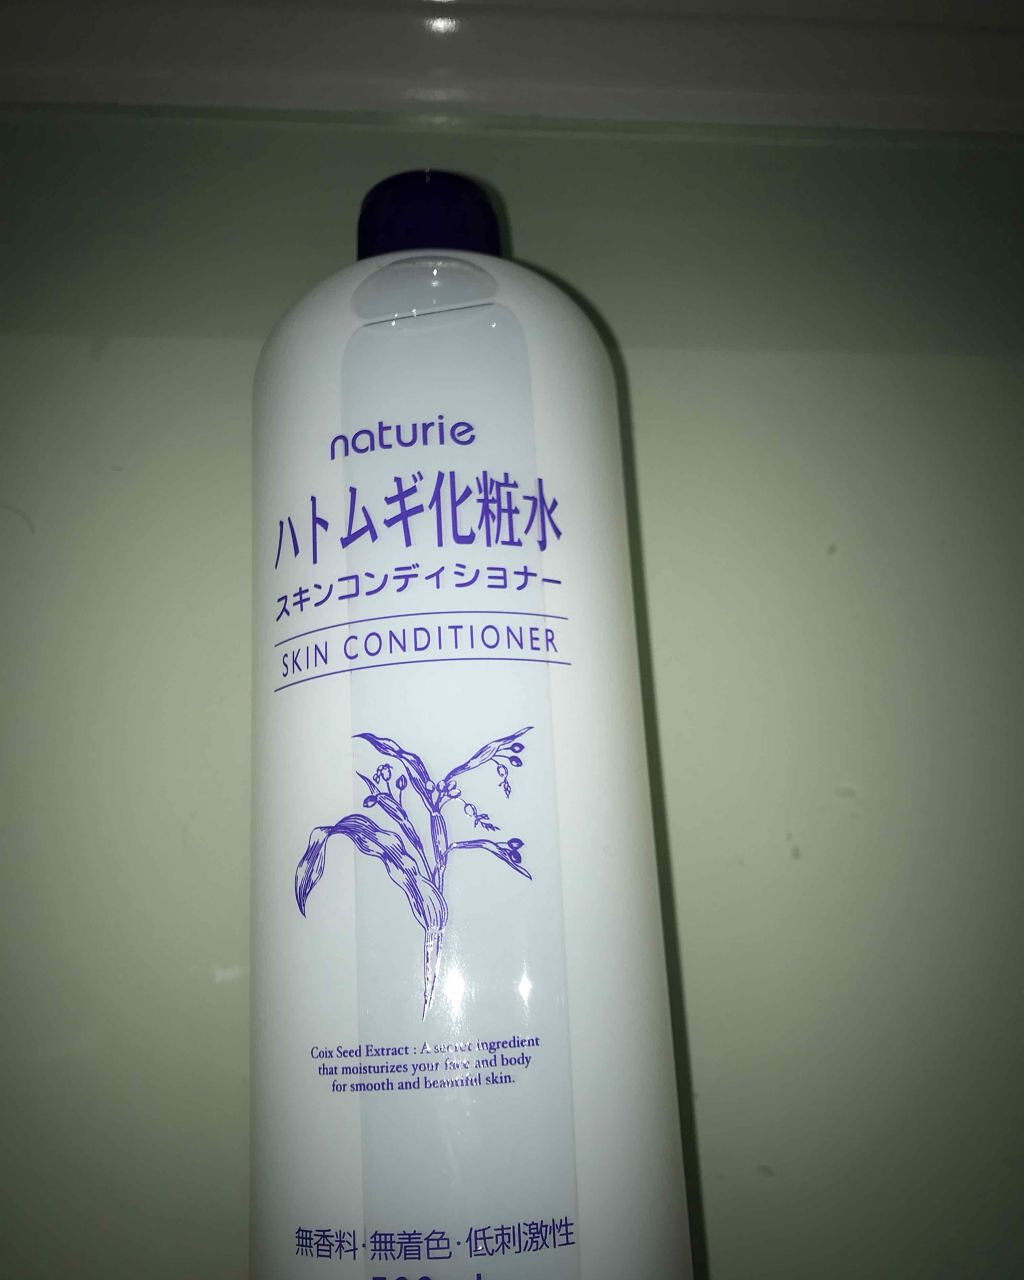 naturie
ハトムギ化粧水
スキンコンディショナー
SKIN CONDITIONER
Coix Seed Extract : A secret ingredient
that moisturizes your face and body
for smooth and beautiful skin.
無香料・無着色・低刺激性